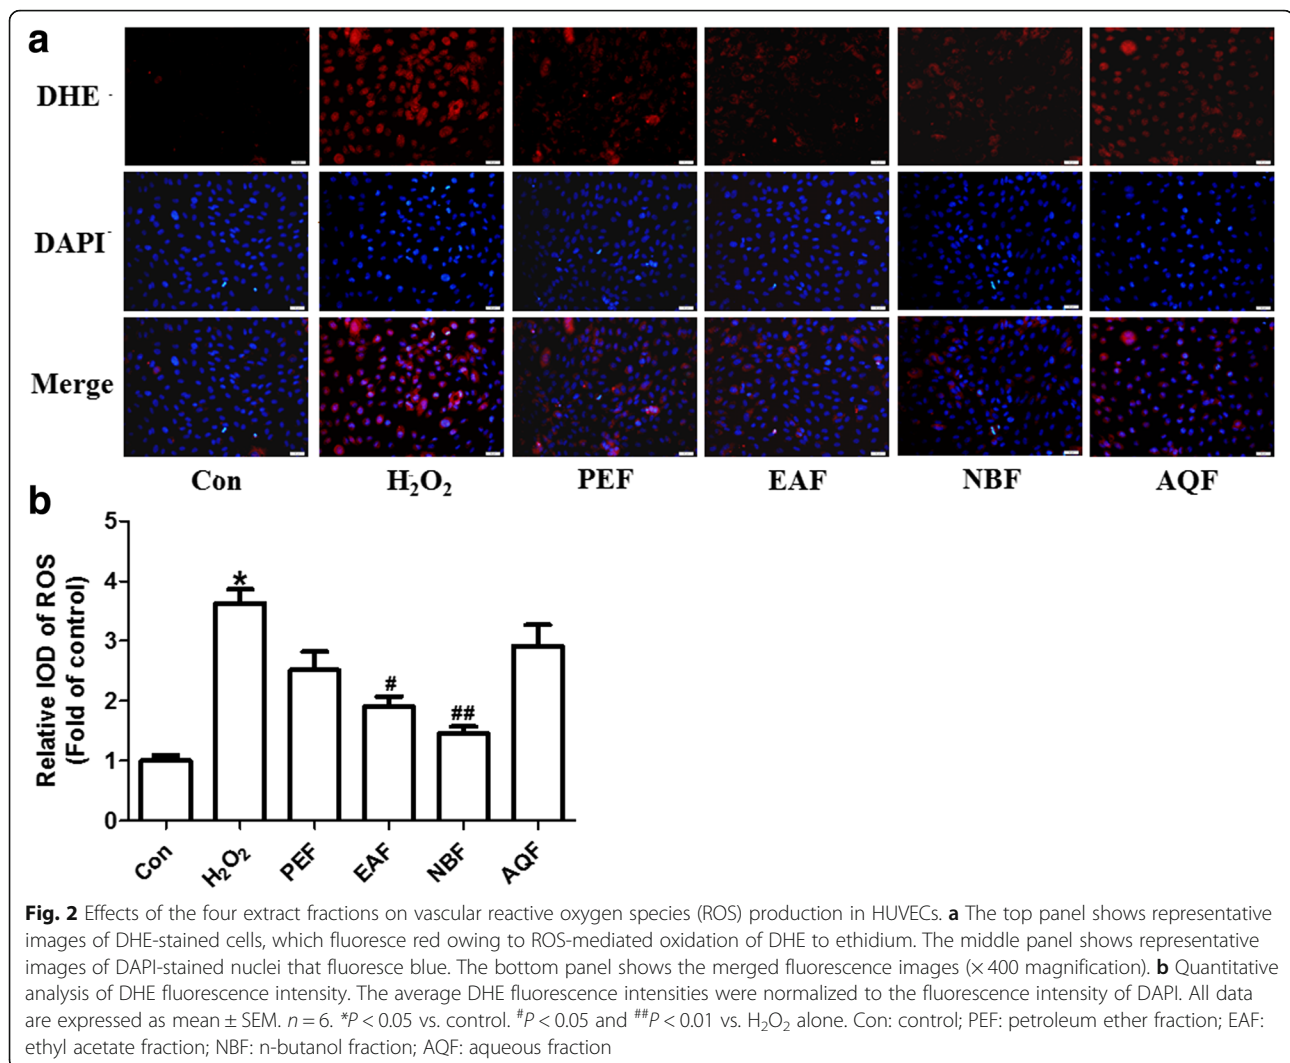 a
DHE
DAPI
Merge
Con H₂O₂ PEF EAF NBF AQF
b
Relative IOD of ROS
(Fold of control)
5
4
3
2
1
0
*
#
##
Con H₂O₂ PEF EAF NBF AQF
Fig. 2 Effects of the four extract fractions on vascular reactive oxygen species (ROS) production in HUVECs. a The top panel shows representative
images of DHE-stained cells, which fluoresce red owing to ROS-mediated oxidation of DHE to ethidium. The middle panel shows representative
images of DAPI-stained nuclei that fluoresce blue. The bottom panel shows the merged fluorescence images (× 400 magnification). b Quantitative
analysis of DHE fluorescence intensity. The average DHE fluorescence intensities were normalized to the fluorescence intensity of DAPI. All data
are expressed as mean ± SEM. n = 6. *P < 0.05 vs. control. #P < 0.05 and ##P < 0.01 vs. H₂O₂ alone. Con: control; PEF: petroleum ether fraction; EAF:
ethyl acetate fraction; NBF: n-butanol fraction; AQF: aqueous fraction